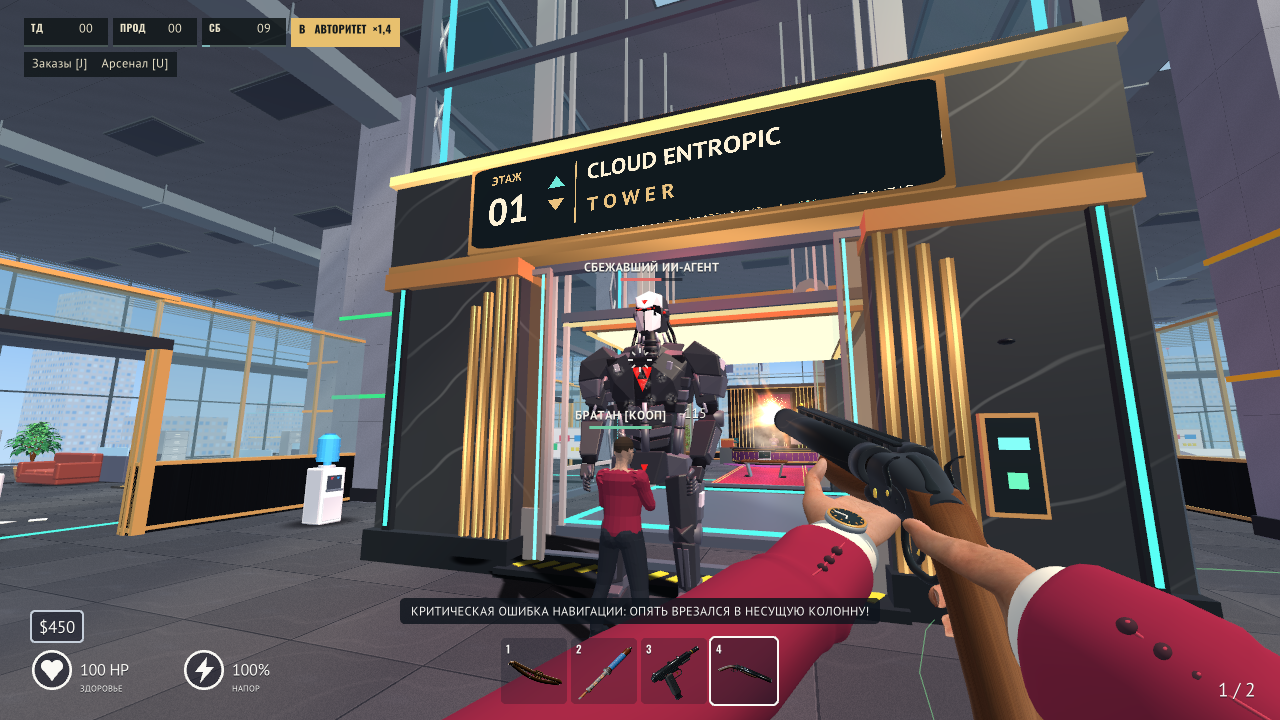 ТД 00 ПРОД 00 СБ 09 В АВТОРИТЕТ ×1,4
Заказы [J] Арсенал [U]
ЭТАЖ
01
CLOUD ENTROPIC
TOWER
СБЕЖАВШИЙ ИИ-АГЕНТ
БРАТАН [КООП] 115
КРИТИЧЕСКАЯ ОШИБКА НАВИГАЦИИ: ОПЯТЬ ВРЕЗАЛСЯ В НЕСУЩУЮ КОЛОННУ!
$450
100 HP
ЗДОРОВЬЕ
100%
НАПОР
1 2 3 4
1 / 2